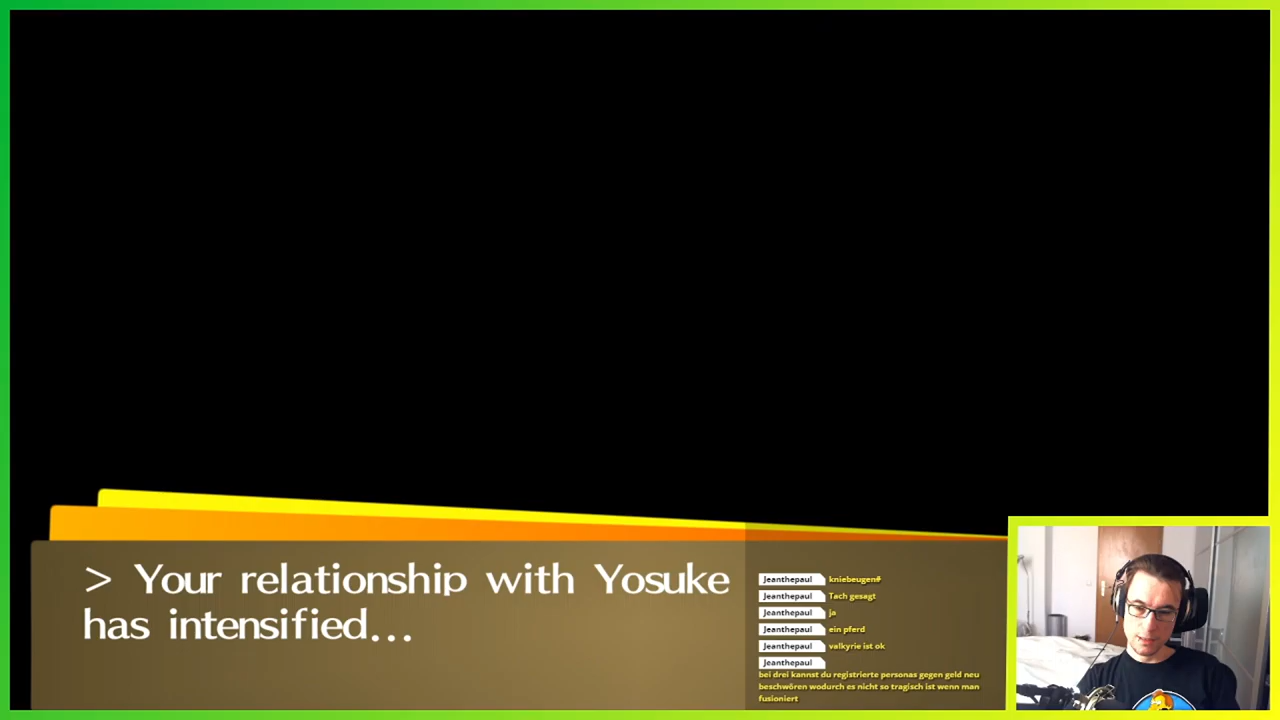 > Your relationship with Yosuke
has intensified...
Jeanthepaul kniebeugen#
Jeanthepaul Tach gesagt
Jeanthepaul ja
Jeanthepaul ein pferd
Jeanthepaul valkyrie ist ok
Jeanthepaul
bei drei kannst du registrierte personas gegen geld neu
beschwören wodurch es nicht so tragisch ist wenn man
fusioniert